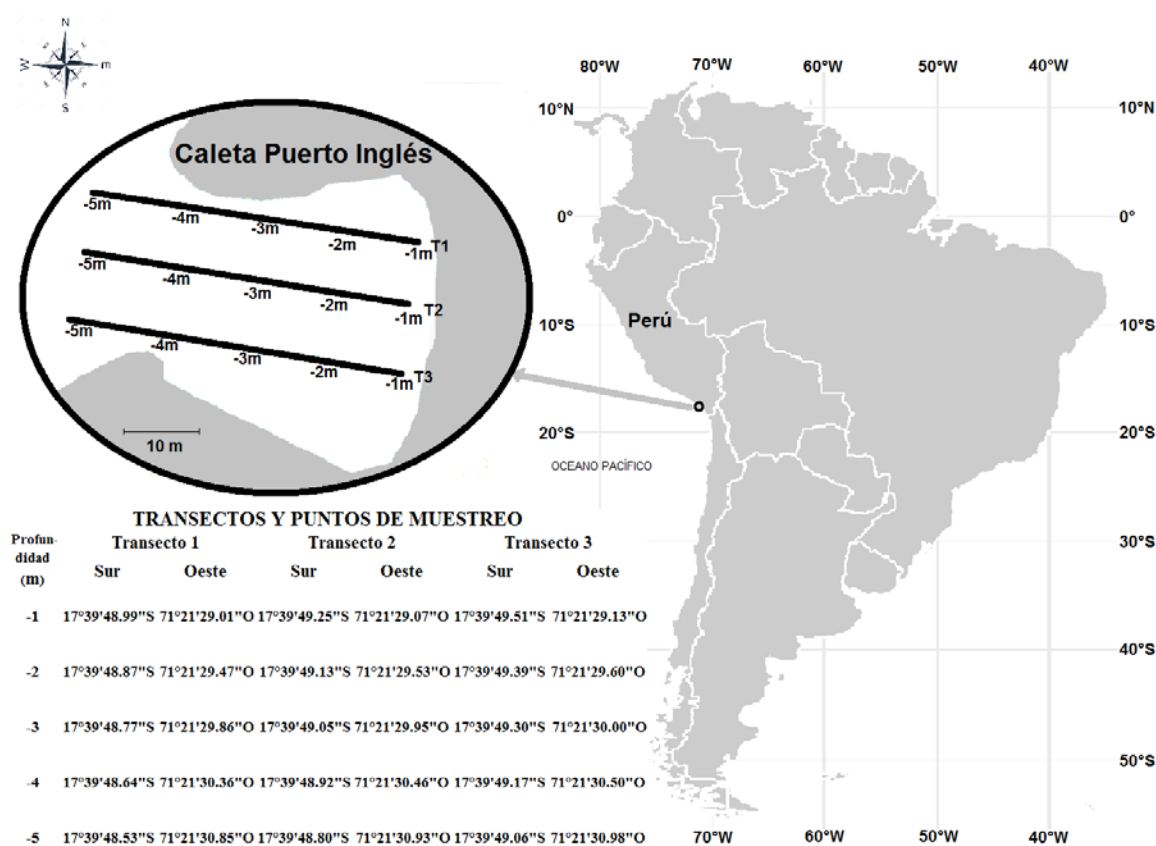 N
W m
S
Caleta Puerto Inglés
-5m -4m -3m -2m -1m T1
-5m -4m -3m -2m -1m T2
-5m -4m -3m -2m -1m T3
10 m
80°W 70°W 60°W 50°W 40°W
10°N 10°N
0° 0°
Perú
10°S 10°S
20°S 20°S
OCEANO PACÍFICO
30°S
40°S
50°S
70°W 60°W 50°W 40°W
TRANSECTOS Y PUNTOS DE MUESTREO
Profun- Transecto 1 Transecto 2 Transecto 3
didad
(m) Sur Oeste Sur Oeste Sur Oeste
-1 17°39'48.99"S 71°21'29.01"O 17°39'49.25"S 71°21'29.07"O 17°39'49.51"S 71°21'29.13"O
-2 17°39'48.87"S 71°21'29.47"O 17°39'49.13"S 71°21'29.53"O 17°39'49.39"S 71°21'29.60"O
-3 17°39'48.77"S 71°21'29.86"O 17°39'49.05"S 71°21'29.95"O 17°39'49.30"S 71°21'30.00"O
-4 17°39'48.64"S 71°21'30.36"O 17°39'48.92"S 71°21'30.46"O 17°39'49.17"S 71°21'30.50"O
-5 17°39'48.53"S 71°21'30.85"O 17°39'48.80"S 71°21'30.93"O 17°39'49.06"S 71°21'30.98"O